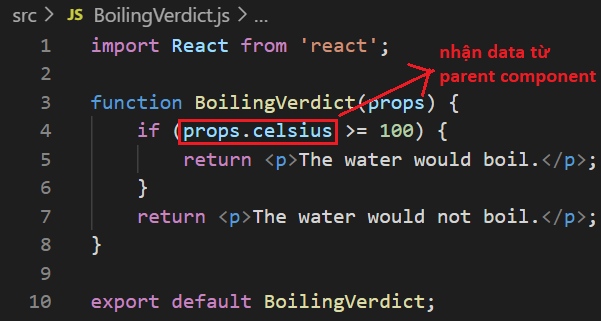 src > JS BoilingVerdict.js > ...
1 import React from 'react';
nhận data từ
parent component
2
3 function BoilingVerdict(props) {
4 if (props.celsius >= 100) {
5 return <p>The water would boil.</p>;
6 }
7 return <p>The water would not boil.</p>;
8 }
9
10 export default BoilingVerdict;